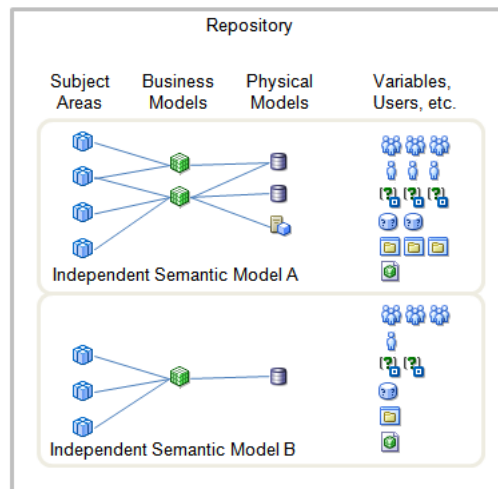 Repository
Subject
Areas
Business
Models
Physical
Models
Variables,
Users, etc.
Independent Semantic Model A
Independent Semantic Model B